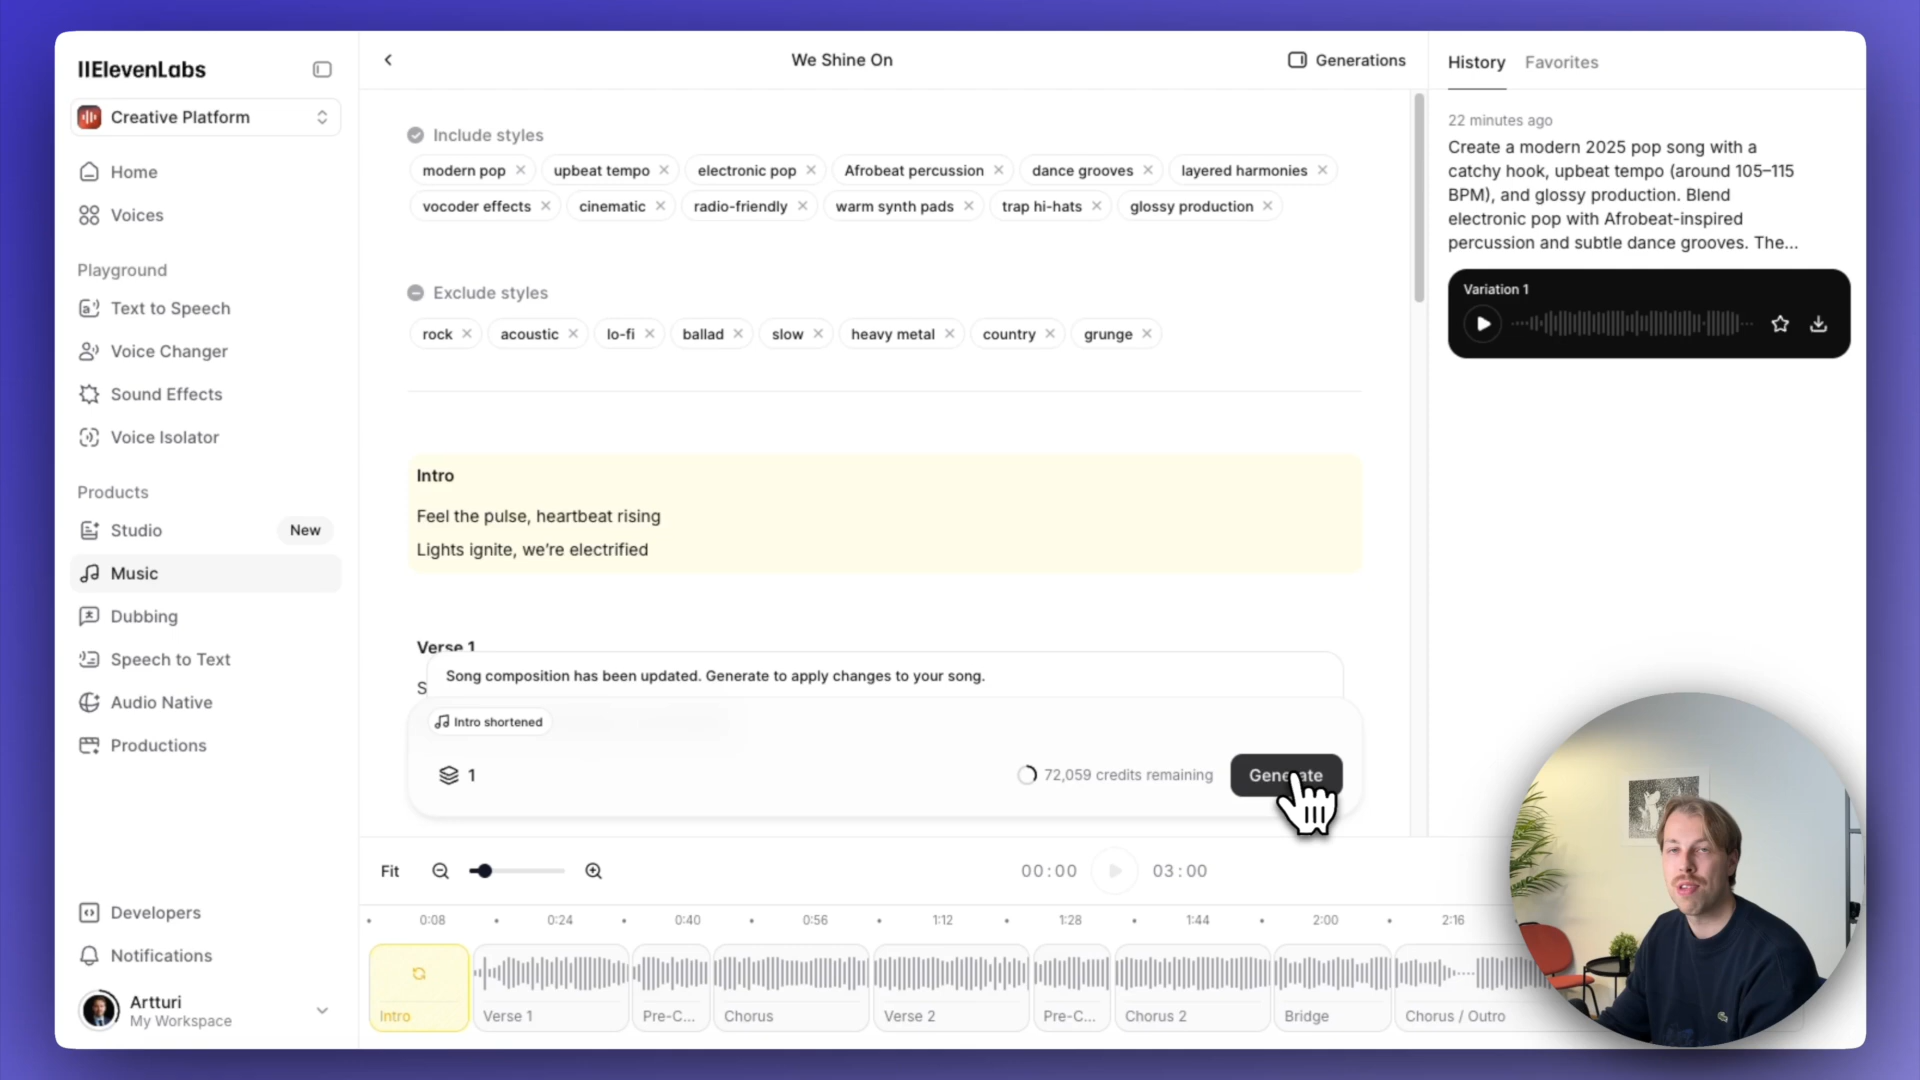 IIElevenLabs
Creative Platform
Home
Voices
Playground
Text to Speech
Voice Changer
Sound Effects
Voice Isolator
Products
Studio New
Music
Dubbing
Speech to Text
Audio Native
Productions
Developers
Notifications
Artturi
My Workspace
We Shine On
Generations
Include styles
modern pop upbeat tempo electronic pop Afrobeat percussion dance grooves layered harmonies
vocoder effects cinematic radio-friendly warm synth pads trap hi-hats glossy production
Exclude styles
rock acoustic lo-fi ballad slow heavy metal country grunge
Intro
Feel the pulse, heartbeat rising
Lights ignite, we’re electrified
Verse 1
S
Song composition has been updated. Generate to apply changes to your song.
Intro shortened
1
72,059 credits remaining
Generate
Fit
00:00 03:00
0:08 0:24 0:40 0:56 1:12 1:28 1:44 2:00 2:16
Intro Verse 1 Pre-C... Chorus Verse 2 Pre-C... Chorus 2 Bridge Chorus / Outro
History Favorites
22 minutes ago
Create a modern 2025 pop song with a
catchy hook, upbeat tempo (around 105–115
BPM), and glossy production. Blend
electronic pop with Afrobeat-inspired
percussion and subtle dance grooves. The...
Variation 1